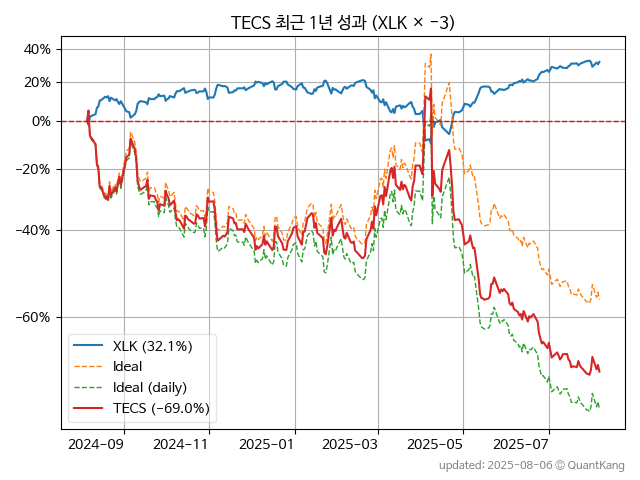 TECS 최근 1년 성과 (XLK × −3)
40%
20%
0%
−20%
−40%
−60%
XLK (32.1%)
Ideal
Ideal (daily)
TECS (−69.0%)
2024-09
2024-11
2025-01
2025-03
2025-05
2025-07
updated: 2025-08-06 © QuantKang